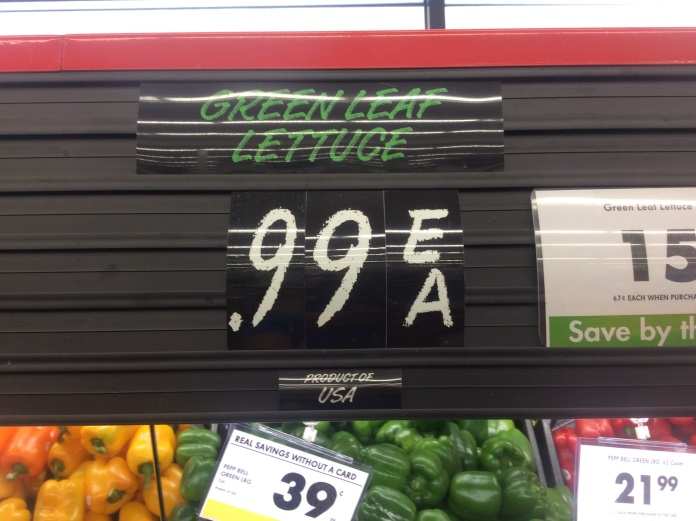 GREEN LEAF
LETTUCE
.99 EA
PRODUCT OF
USA
Green Leaf Lettuce
15
67¢ EACH WHEN PURCHA
Save by th
REAL SAVINGS WITHOUT A CARD
PEPP BELL
GREEN LRG
39¢
PEPP BELL GREEN LRG
21.99